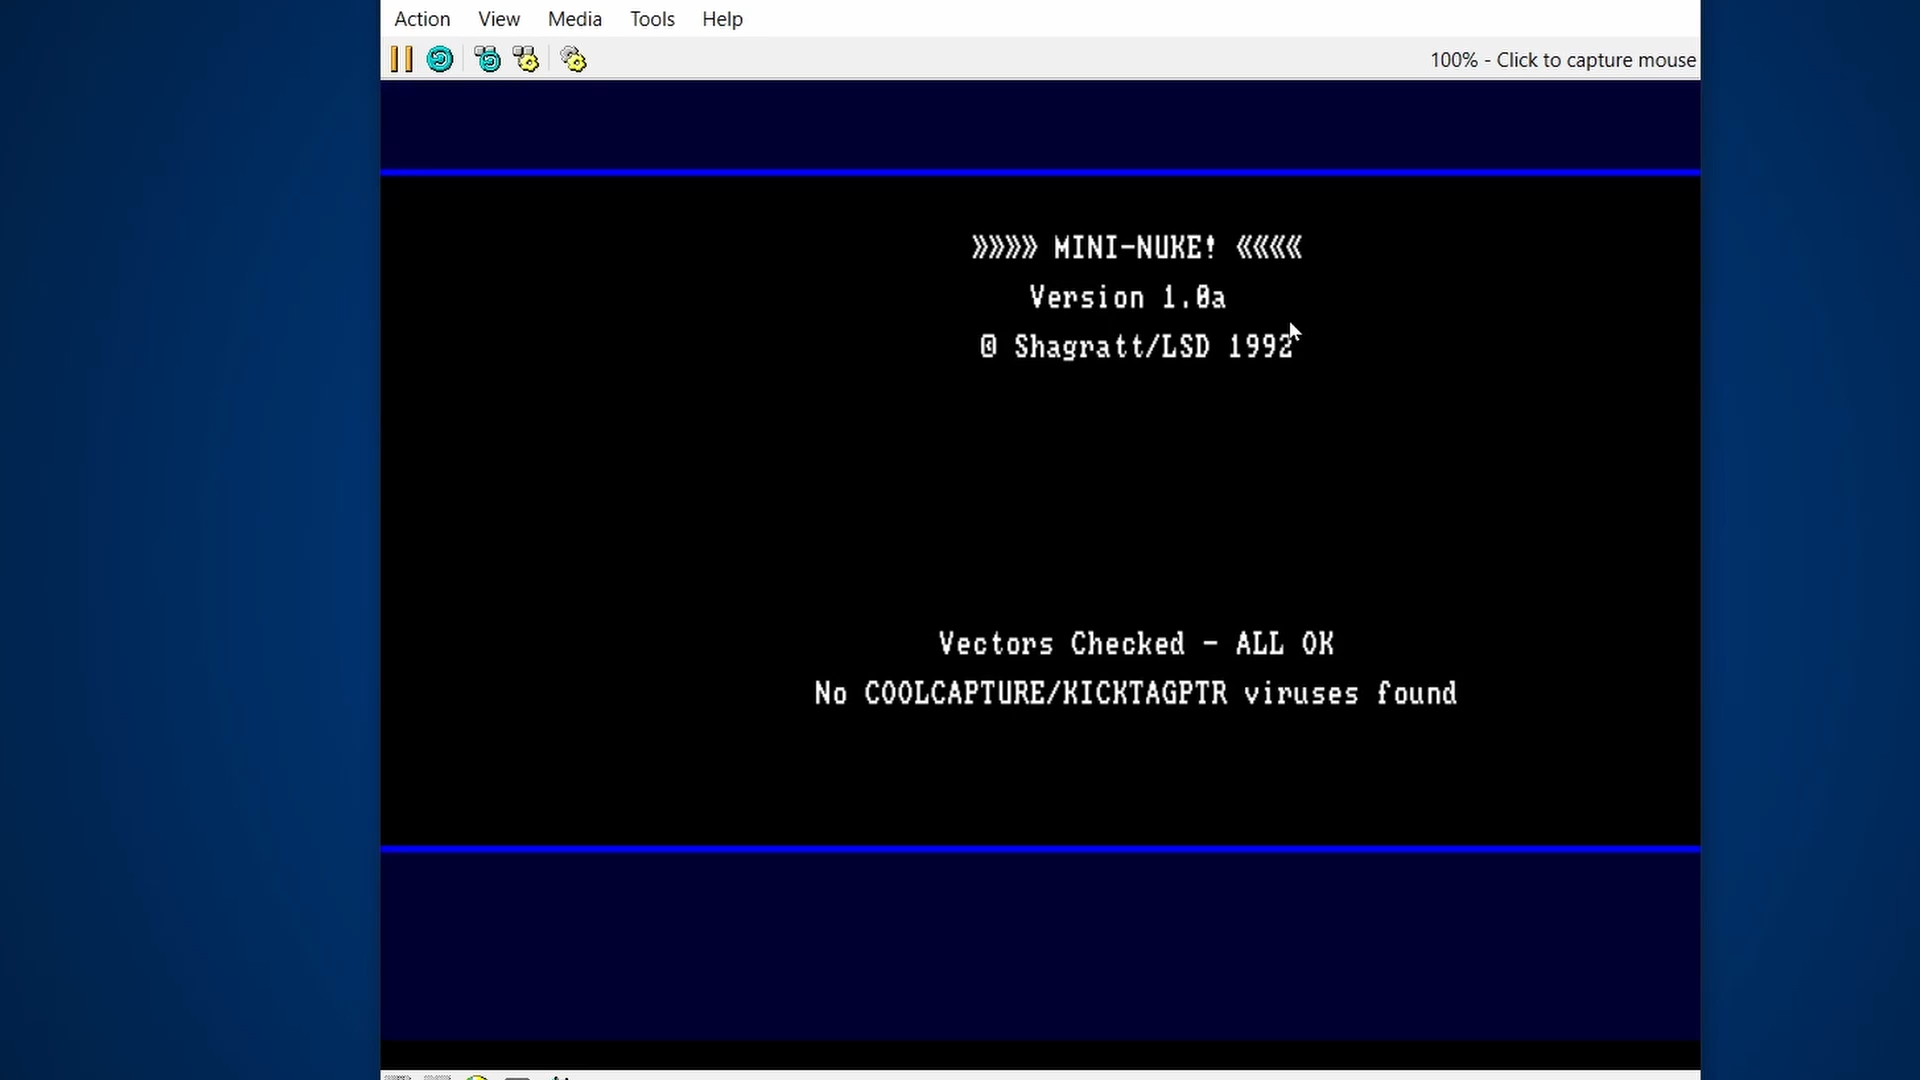 Action View Media Tools Help
100% - Click to capture mouse
»»»» MINI-NUKE! ««««
Version 1.0a
© Shagratt/LSD 1992
Vectors Checked - ALL OK
No COOLCAPTURE/KICKTAGPTR viruses found